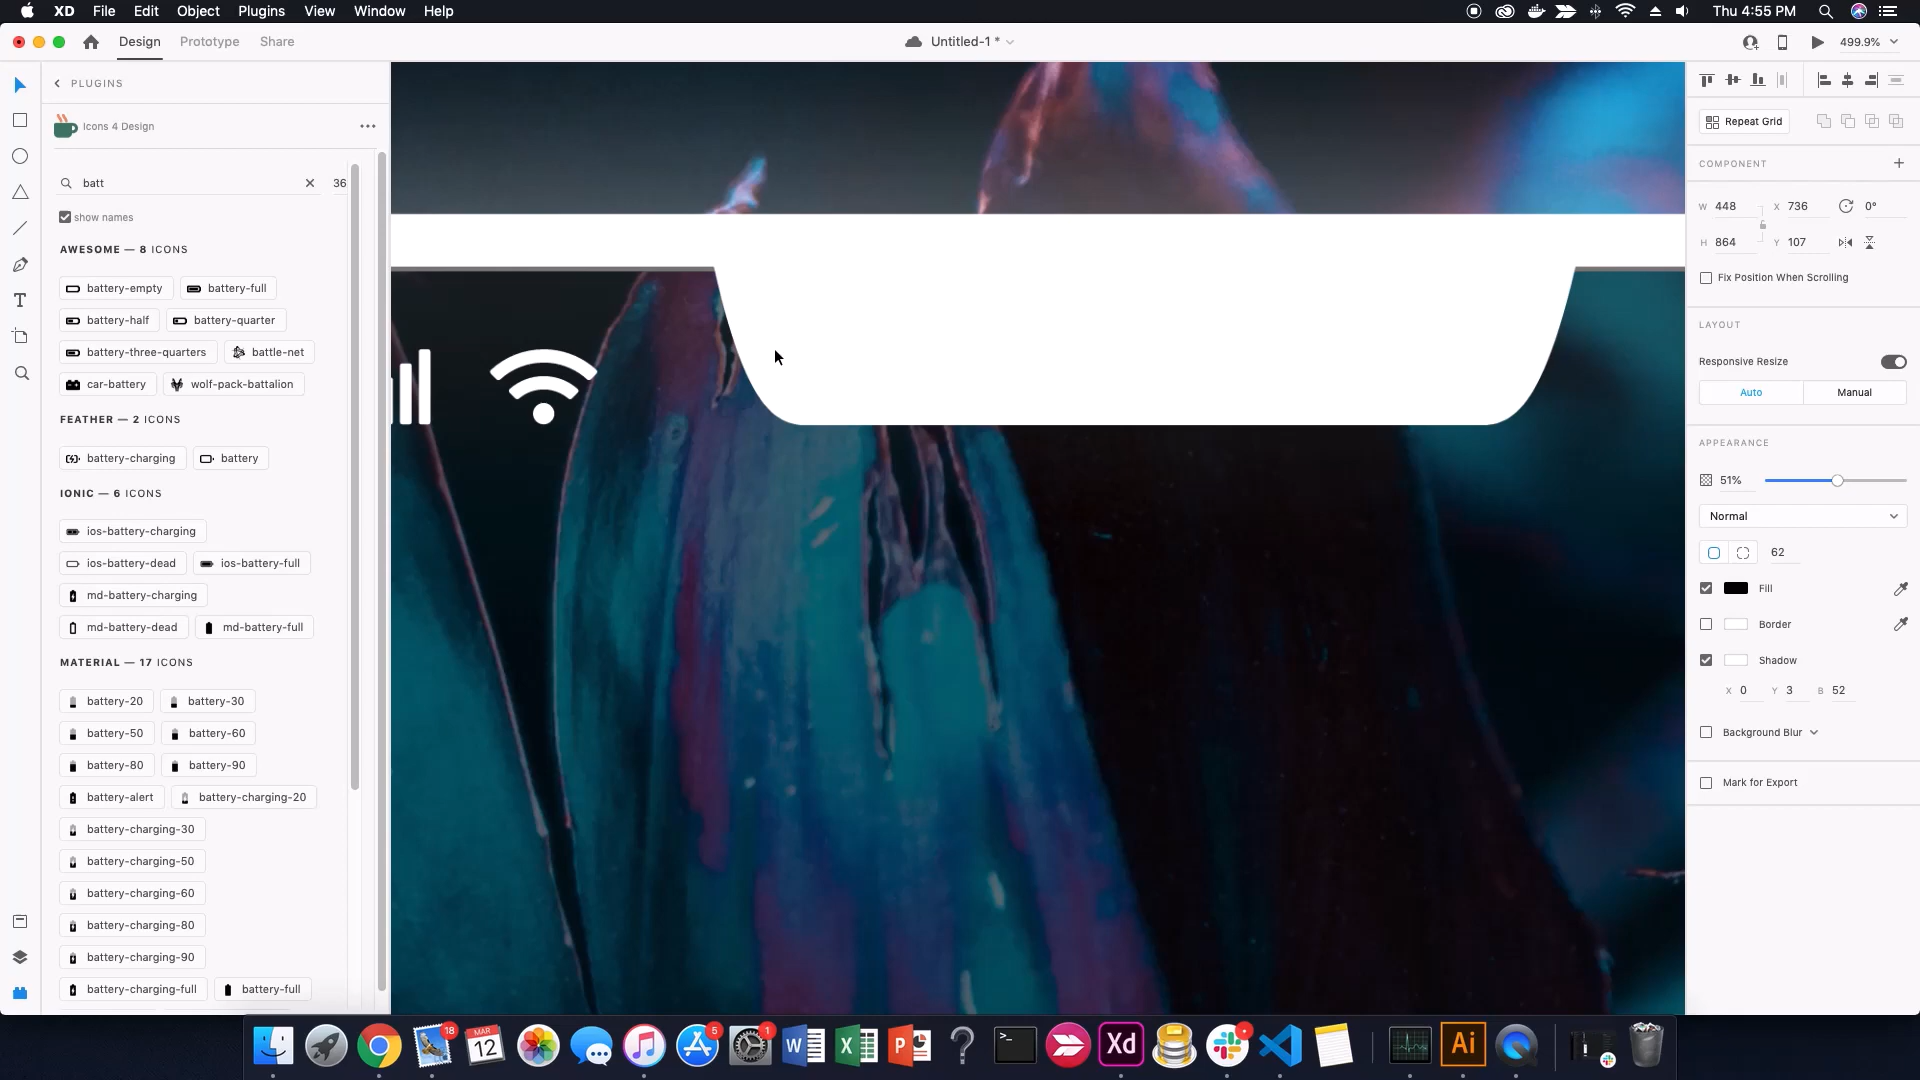 XD File Edit Object Plugins View Window Help Thu 4:55 PM
Design Prototype Share Untitled-1 * 499.9%
PLUGINS
Icons 4 Design
batt 36
show names
AWESOME — 8 ICONS
battery-empty battery-full
battery-half battery-quarter
battery-three-quarters battle-net
car-battery wolf-pack-battalion
FEATHER — 2 ICONS
battery-charging battery
IONIC — 6 ICONS
ios-battery-charging
ios-battery-dead ios-battery-full
md-battery-charging
md-battery-dead md-battery-full
MATERIAL — 17 ICONS
battery-20 battery-30
battery-50 battery-60
battery-80 battery-90
battery-alert battery-charging-20
battery-charging-30
battery-charging-50
battery-charging-60
battery-charging-80
battery-charging-90
battery-charging-full battery-full
Repeat Grid
COMPONENT
W 448 X 736 0°
H 864 Y 107
Fix Position When Scrolling
LAYOUT
Responsive Resize
Auto Manual
APPEARANCE
51%
Normal
62
Fill
Border
Shadow
X 0 Y 3 B 52
Background Blur
Mark for Export
18 MAR 12 5 1 W X P ? >_ Xd Ai